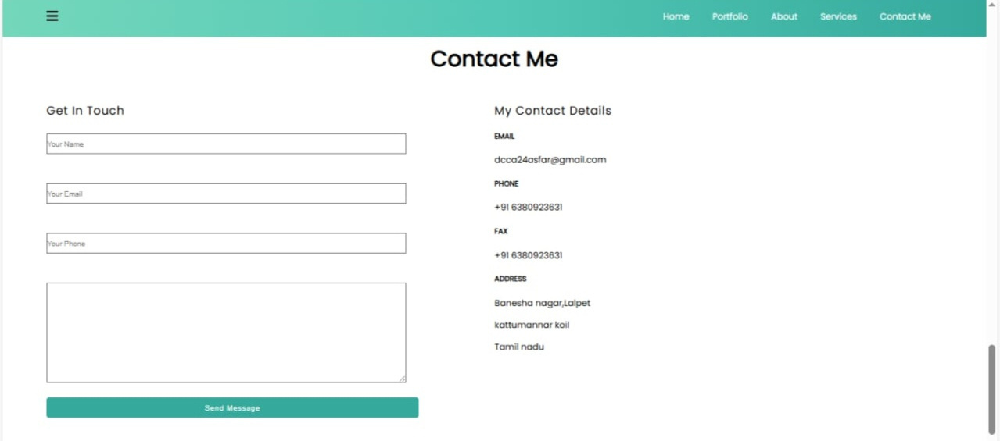 Home Portfolio About Services Contact Me
Contact Me
Get In Touch
Your Name
Your Email
Your Phone
Send Message
My Contact Details
EMAIL
dcca24asfar@gmail.com
PHONE
+91 6380923631
FAX
+91 6380923631
ADDRESS
Banesha nagar,Lalpet
kattumannar koil
Tamil nadu